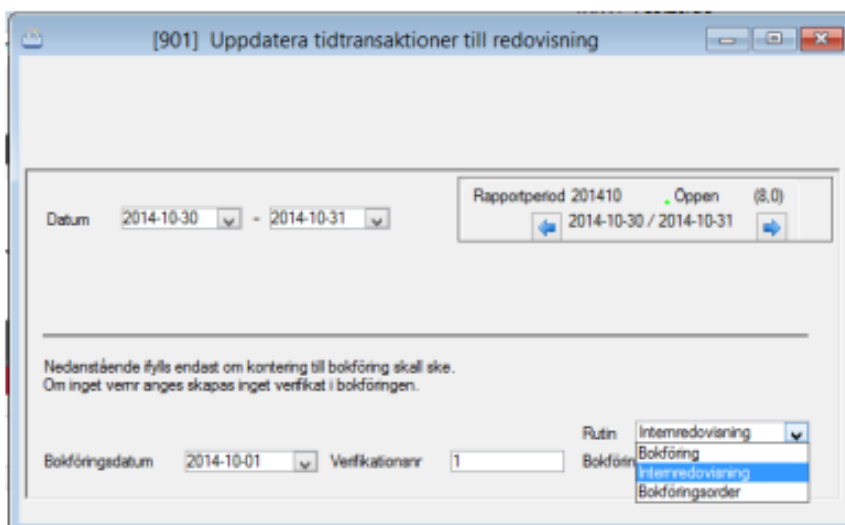 [901] Uppdatera tidtransaktioner till redovisning
Rapportperiod 201410 Öppen (8,0)
Datum 2014-10-30 - 2014-10-31
2014-10-30 / 2014-10-31
Nedanstående ifylls endast om kontering till bokföring skall ske.
Om inget vernr anges skapas inget verifikat i bokföringen.
Rutin Internredovisning
Bokföring
Bokföringsdatum 2014-10-01 Verifikationsnr 1 Bokförin
Internredovisning
Bokföringsorder